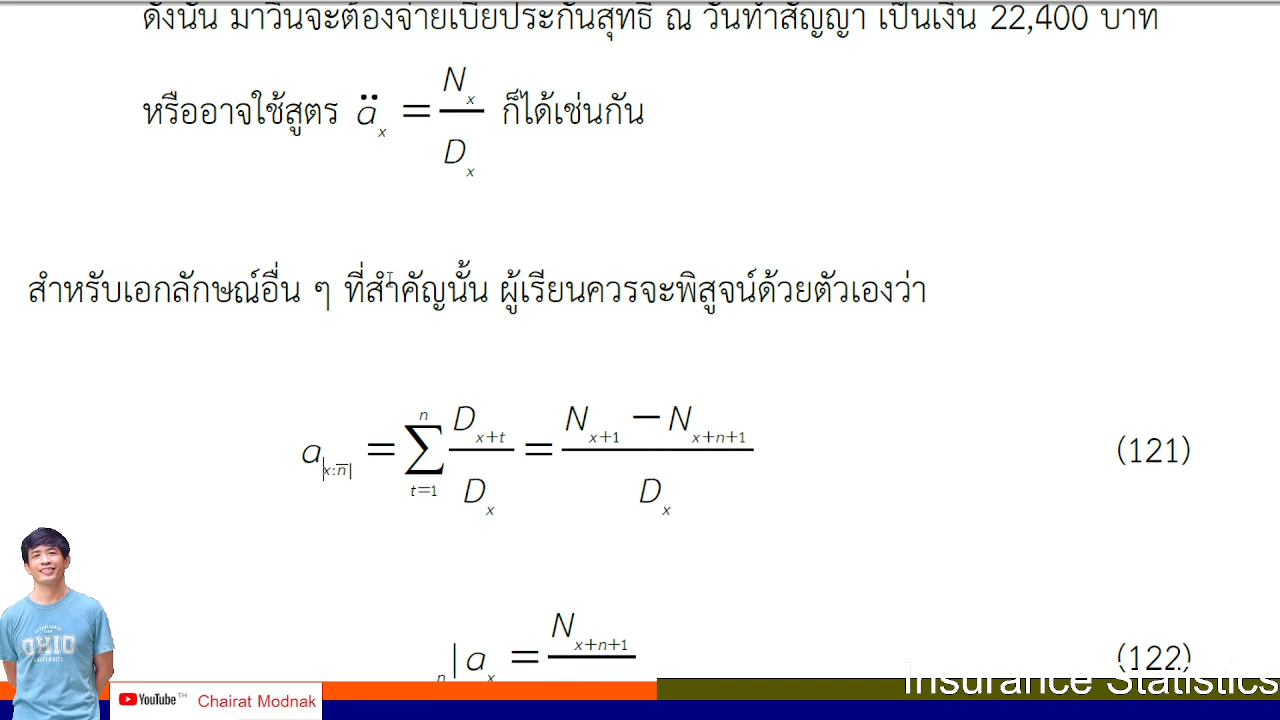 ดังนั้น มาวินจะต้องจ่ายเบี้ยประกันสุทธิ ณ วันทำสัญญา เป็นเงิน 22,400 บาท
หรืออาจใช้สูตร ä_x = N_x / D_x ก็ได้เช่นกัน
สำหรับเอกลักษณ์อื่น ๆ ที่สำคัญนั้น ผู้เรียนควรจะพิสูจน์ด้วยตัวเองว่า
a_{x:n̅|} = ∑_{t=1}^{n} D_{x+t} / D_x = (N_{x+1} − N_{x+n+1}) / D_x (121)
_n|a_x = N_{x+n+1} (122)
Insurance Statistics
OHIO
UNIVERSITY
YouTube TH Chairat Modnak